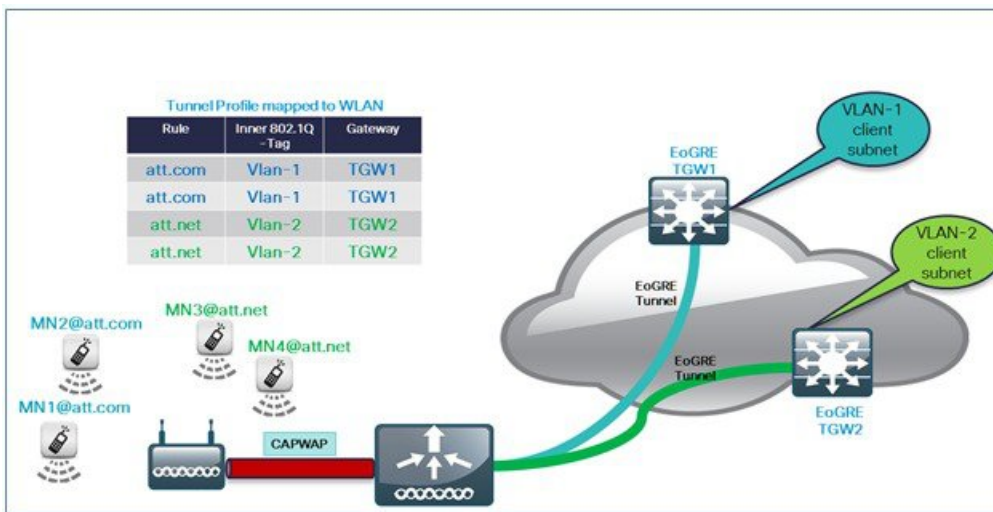 Tunnel Profile mapped to WLAN
Rule Inner 802.1Q Gateway
-Tag
att.com Vlan-1 TGW1
att.com Vlan-1 TGW1
att.net Vlan-2 TGW2
att.net Vlan-2 TGW2
VLAN-1
client
subnet
EoGRE
TGW1
VLAN-2
client
subnet
EoGRE
Tunnel
MN3@att.net
MN2@att.com
MN4@att.net
EoGRE
Tunnel
MN1@att.com
EoGRE
TGW2
CAPWAP